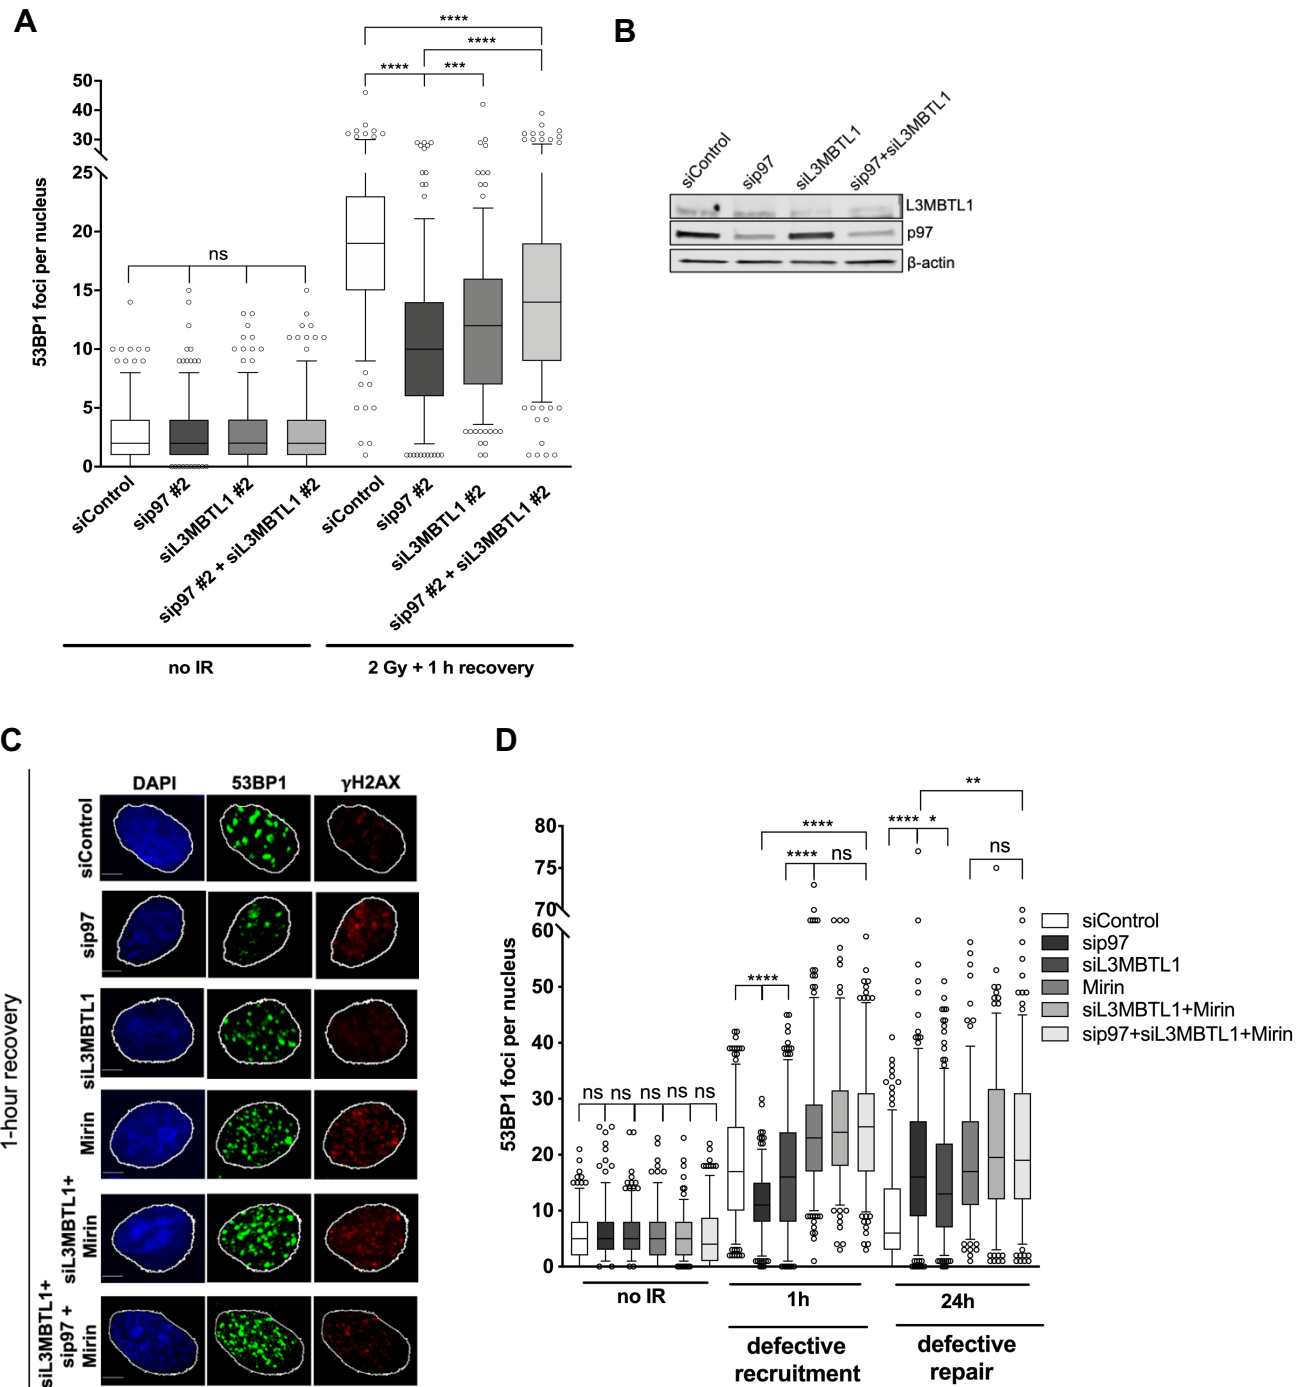 A
B
****
****
****
***
50
40
30
25
20
15
10
5
0
53BP1 foci per nucleus
ns
siControl
sip97 #2
siL3MBTL1 #2
sip97 #2 + siL3MBTL1 #2
siControl
sip97 #2
siL3MBTL1 #2
sip97 #2 + siL3MBTL1 #2
no IR
2 Gy + 1 h recovery
siControl
sip97
siL3MBTL1
sip97+siL3MBTL1
L3MBTL1
p97
β-actin
C
D
DAPI
53BP1
γH2AX
1-hour recovery
siControl
sip97
siL3MBTL1
Mirin
siL3MBTL1+
Mirin
siL3MBTL1+
sip97 +
Mirin
53BP1 foci per nucleus
80
75
70
60
50
40
30
20
10
0
ns ns ns ns ns
****
****
**** ns
**
**** *
ns
no IR
1h
24h
defective
recruitment
defective
repair
siControl
sip97
siL3MBTL1
Mirin
siL3MBTL1+Mirin
sip97+siL3MBTL1+Mirin